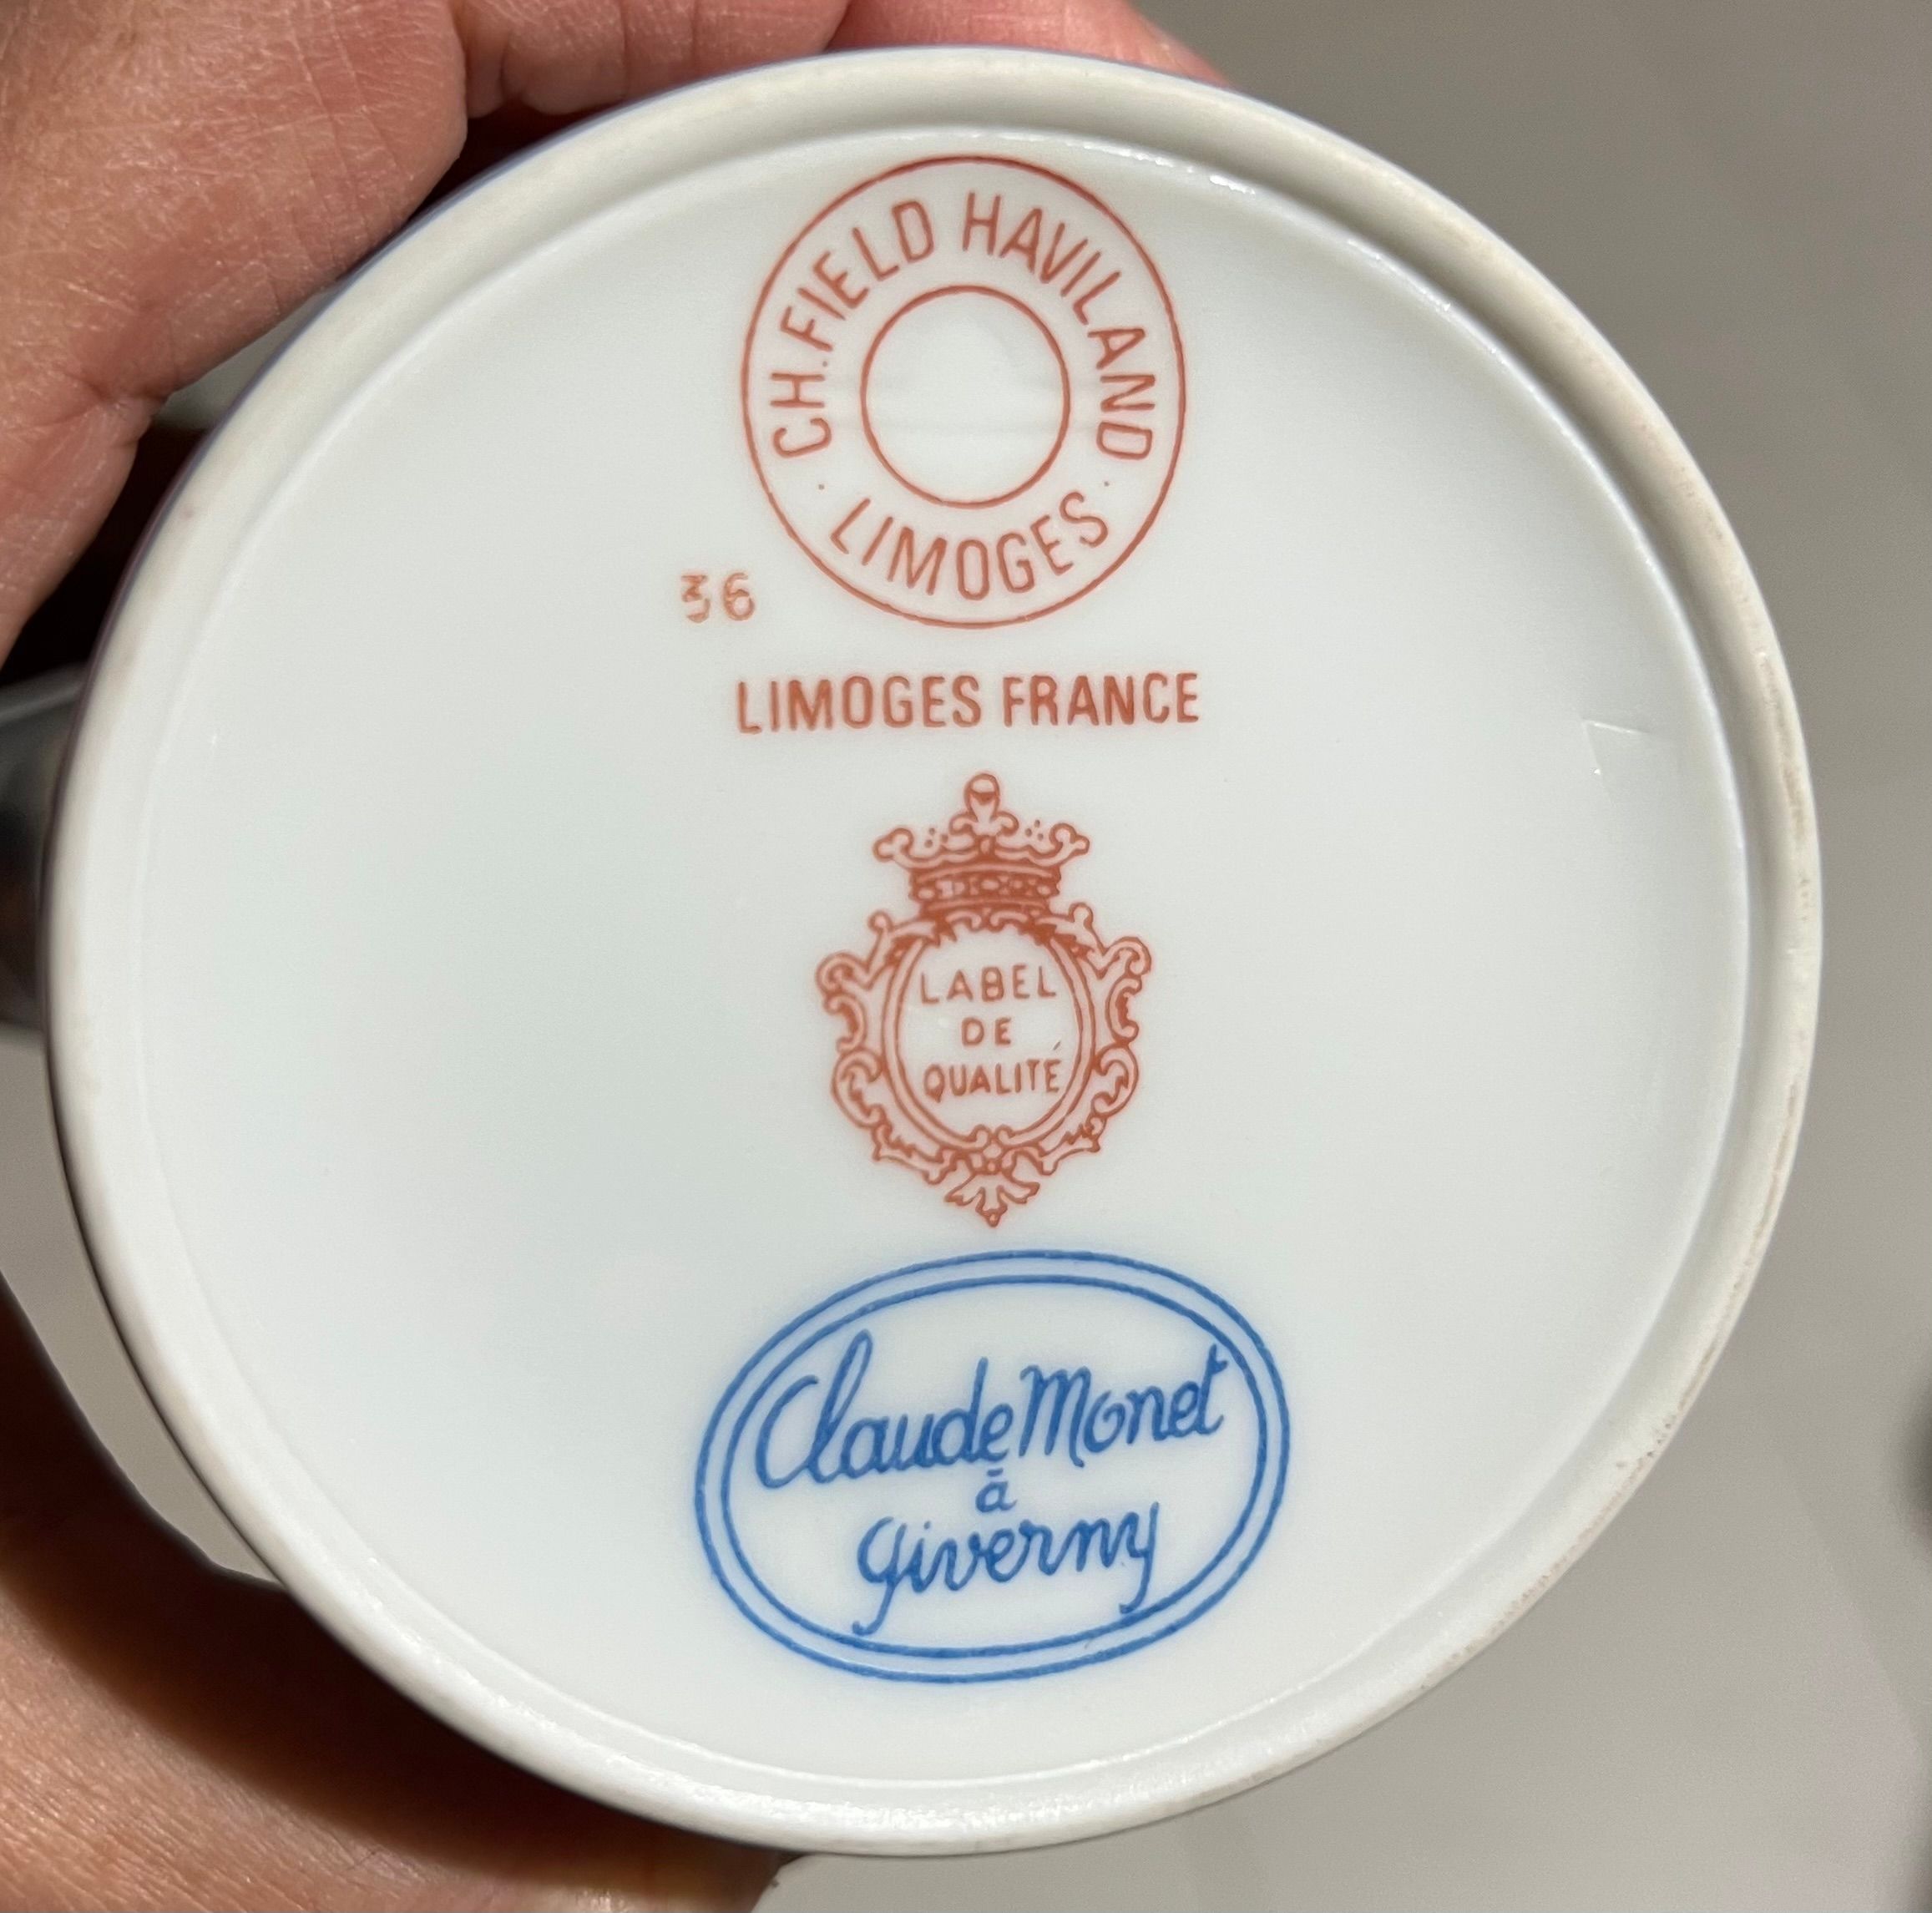 CH.FIELD HAVILAND
· LIMOGES ·
36
LIMOGES FRANCE
LABEL
DE
QUALITÉ
Claude Monet
à
Giverny